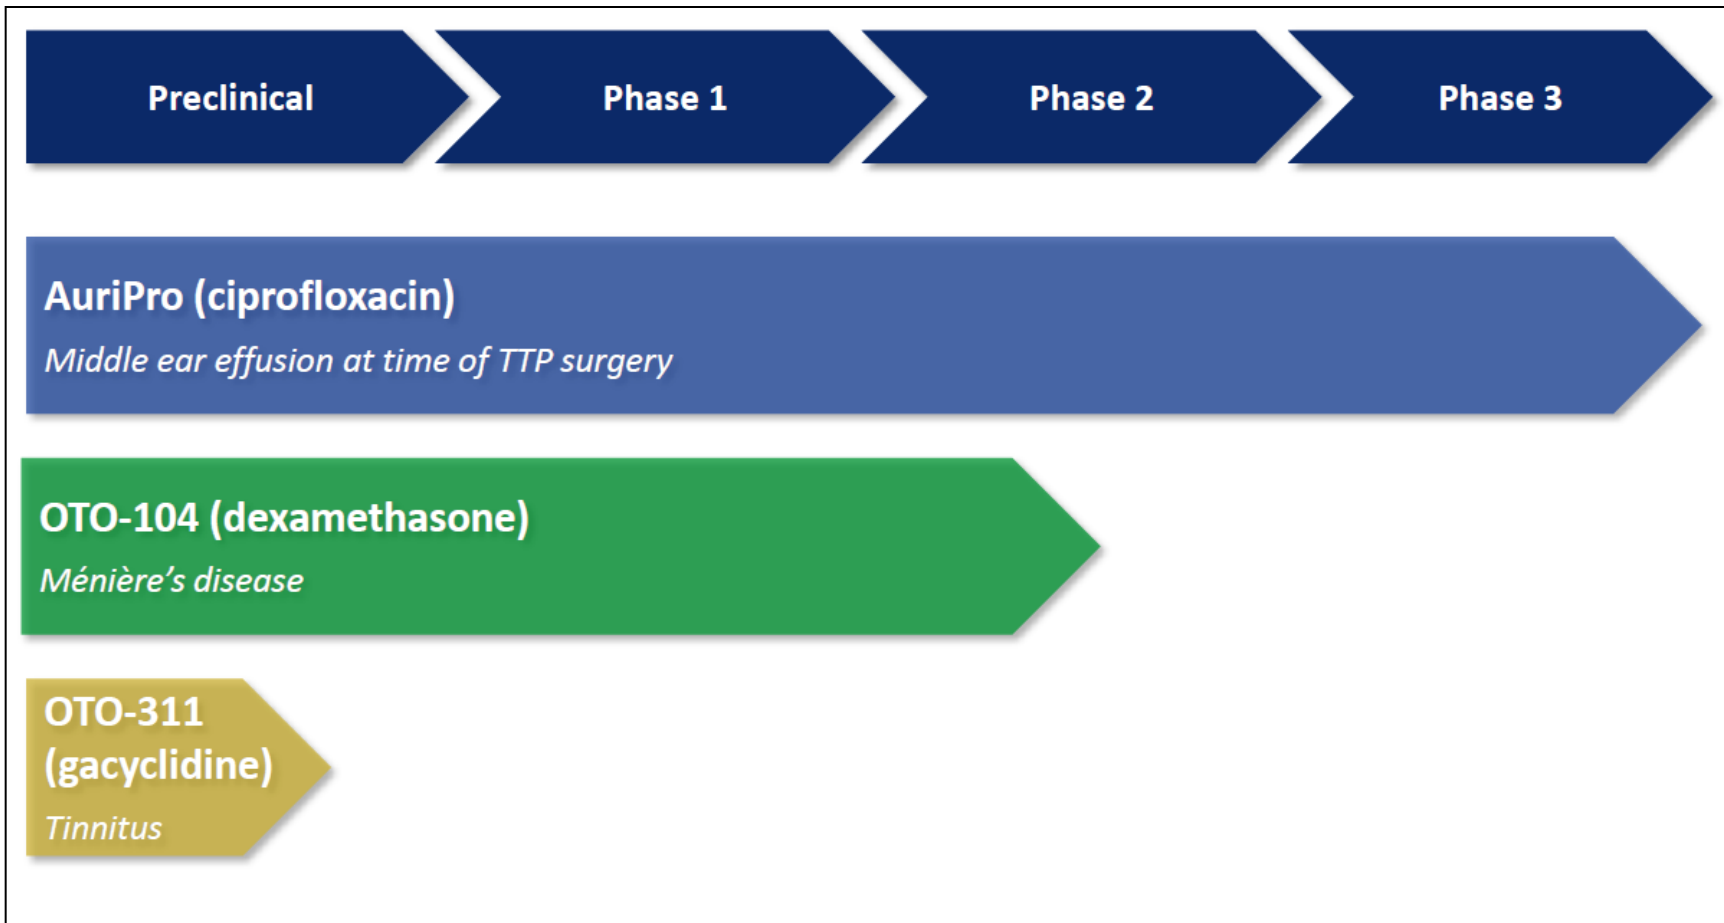 Preclinical
Phase 1
Phase 2
Phase 3
AuriPro (ciprofloxacin)
Middle ear effusion at time of TTP surgery
OTO-104 (dexamethasone)
Ménière’s disease
OTO-311
(gacyclidine)
Tinnitus